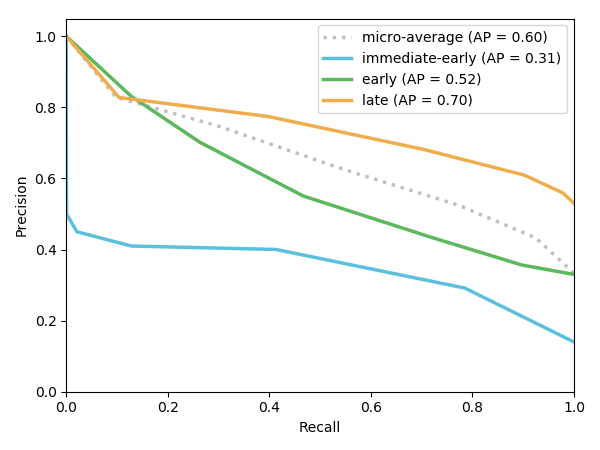 micro-average (AP = 0.60)
immediate-early (AP = 0.31)
early (AP = 0.52)
late (AP = 0.70)
1.0
0.8
0.6
0.4
0.2
0.0
Precision
0.0 0.2 0.4 0.6 0.8 1.0
Recall